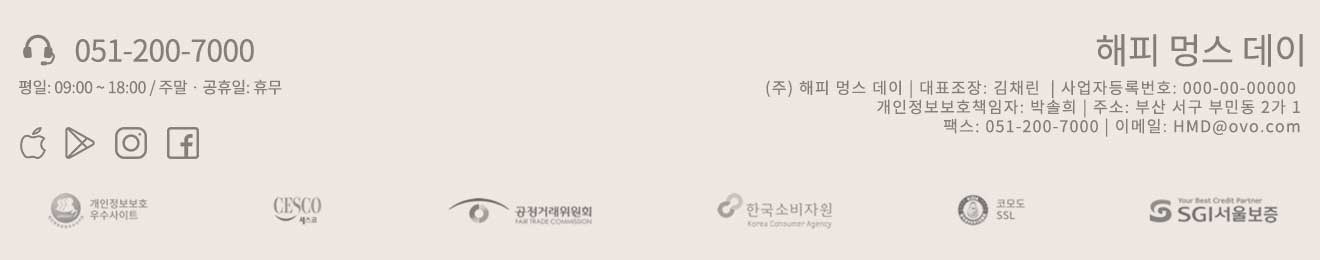 051-200-7000
평일: 09:00 ~ 18:00 / 주말 · 공휴일: 휴무
해피 멍스 데이
(주) 해피 멍스 데이 | 대표조장: 김채린 | 사업자등록번호: 000-00-00000
개인정보보호책임자: 박솔희 | 주소: 부산 서구 부민동 2가 1
팩스: 051-200-7000 | 이메일: HMD@ovo.com
개인정보보호
우수사이트
CESCO
세스코
공정거래위원회
FAIR TRADE COMMISSION
한국소비자원
Korea Consumer Agency
코모도
SSL
Your Best Credit Partner
SGI서울보증